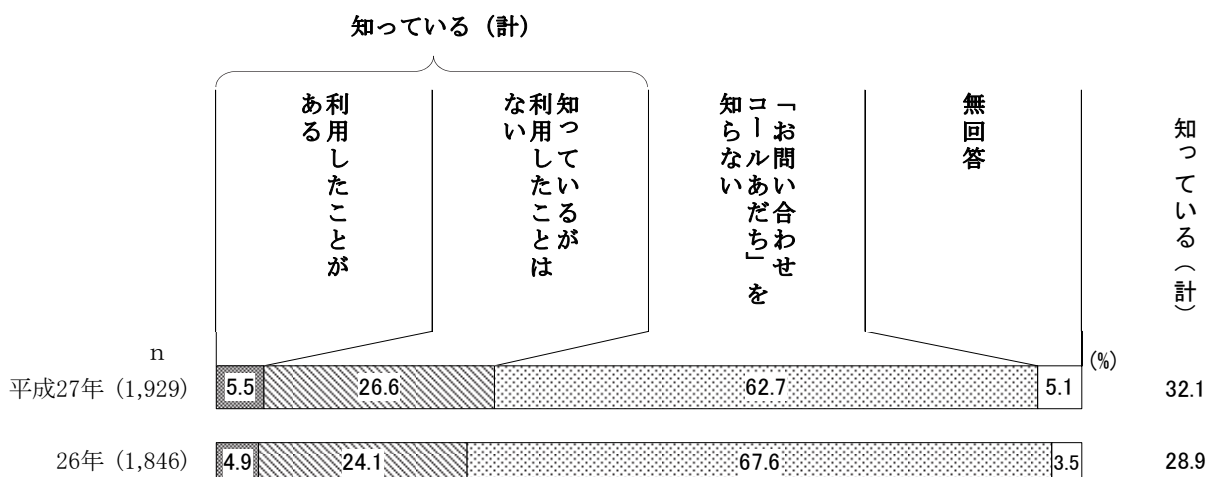 知っている（計）
利用したことが
ある
知っているが
利用したことは
ない
「お問い合わせ
コールあだち」を
知らない
無回答
知っている（計）
n
(%)
平成27年 (1,929) 5.5 26.6 62.7 5.1 32.1
26年 (1,846) 4.9 24.1 67.6 3.5 28.9